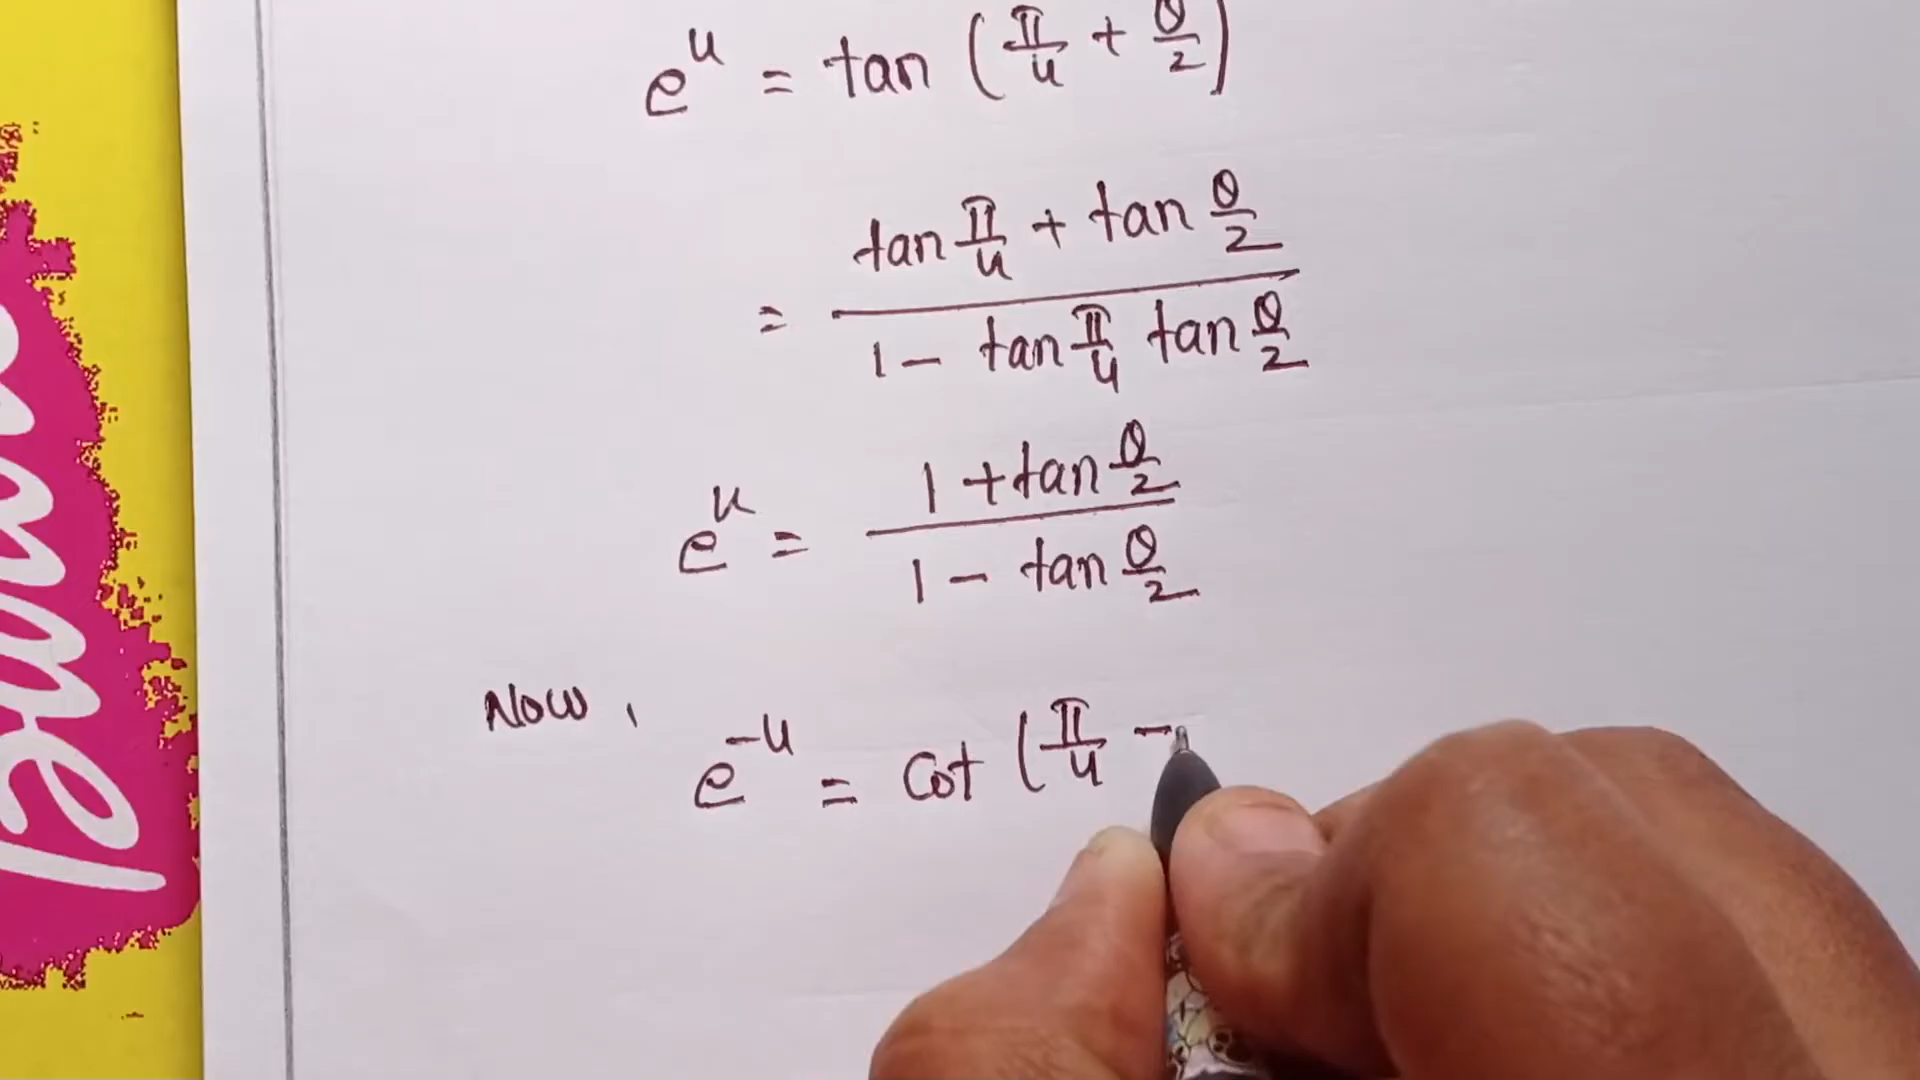 e^u = tan (π/4 + θ/2)
= (tan π/4 + tan θ/2) / (1 - tan π/4 tan θ/2)
e^u = (1 + tan θ/2) / (1 - tan θ/2)
Now, e^-u = cot (π/4 -